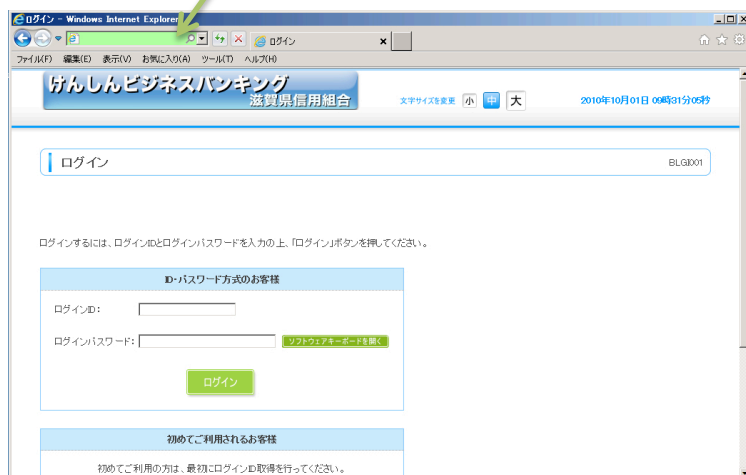 ログイン - Windows Internet Explorer
ログイン
ファイル(F) 編集(E) 表示(V) お気に入り(A) ツール(T) ヘルプ(H)
けんしんビジネスバンキング
滋賀県信用組合
文字サイズを変更 小 中 大
2010年10月01日 09時31分05秒
ログイン
BLGI001
ログインするには、ログインIDとログインパスワードを入力の上、「ログイン」ボタンを押してください。
ID・パスワード方式のお客様
ログインID:
ログインパスワード:
ソフトウェアキーボードを開く
ログイン
初めてご利用されるお客様
初めてご利用の方は、最初にログインID取得を行ってください。